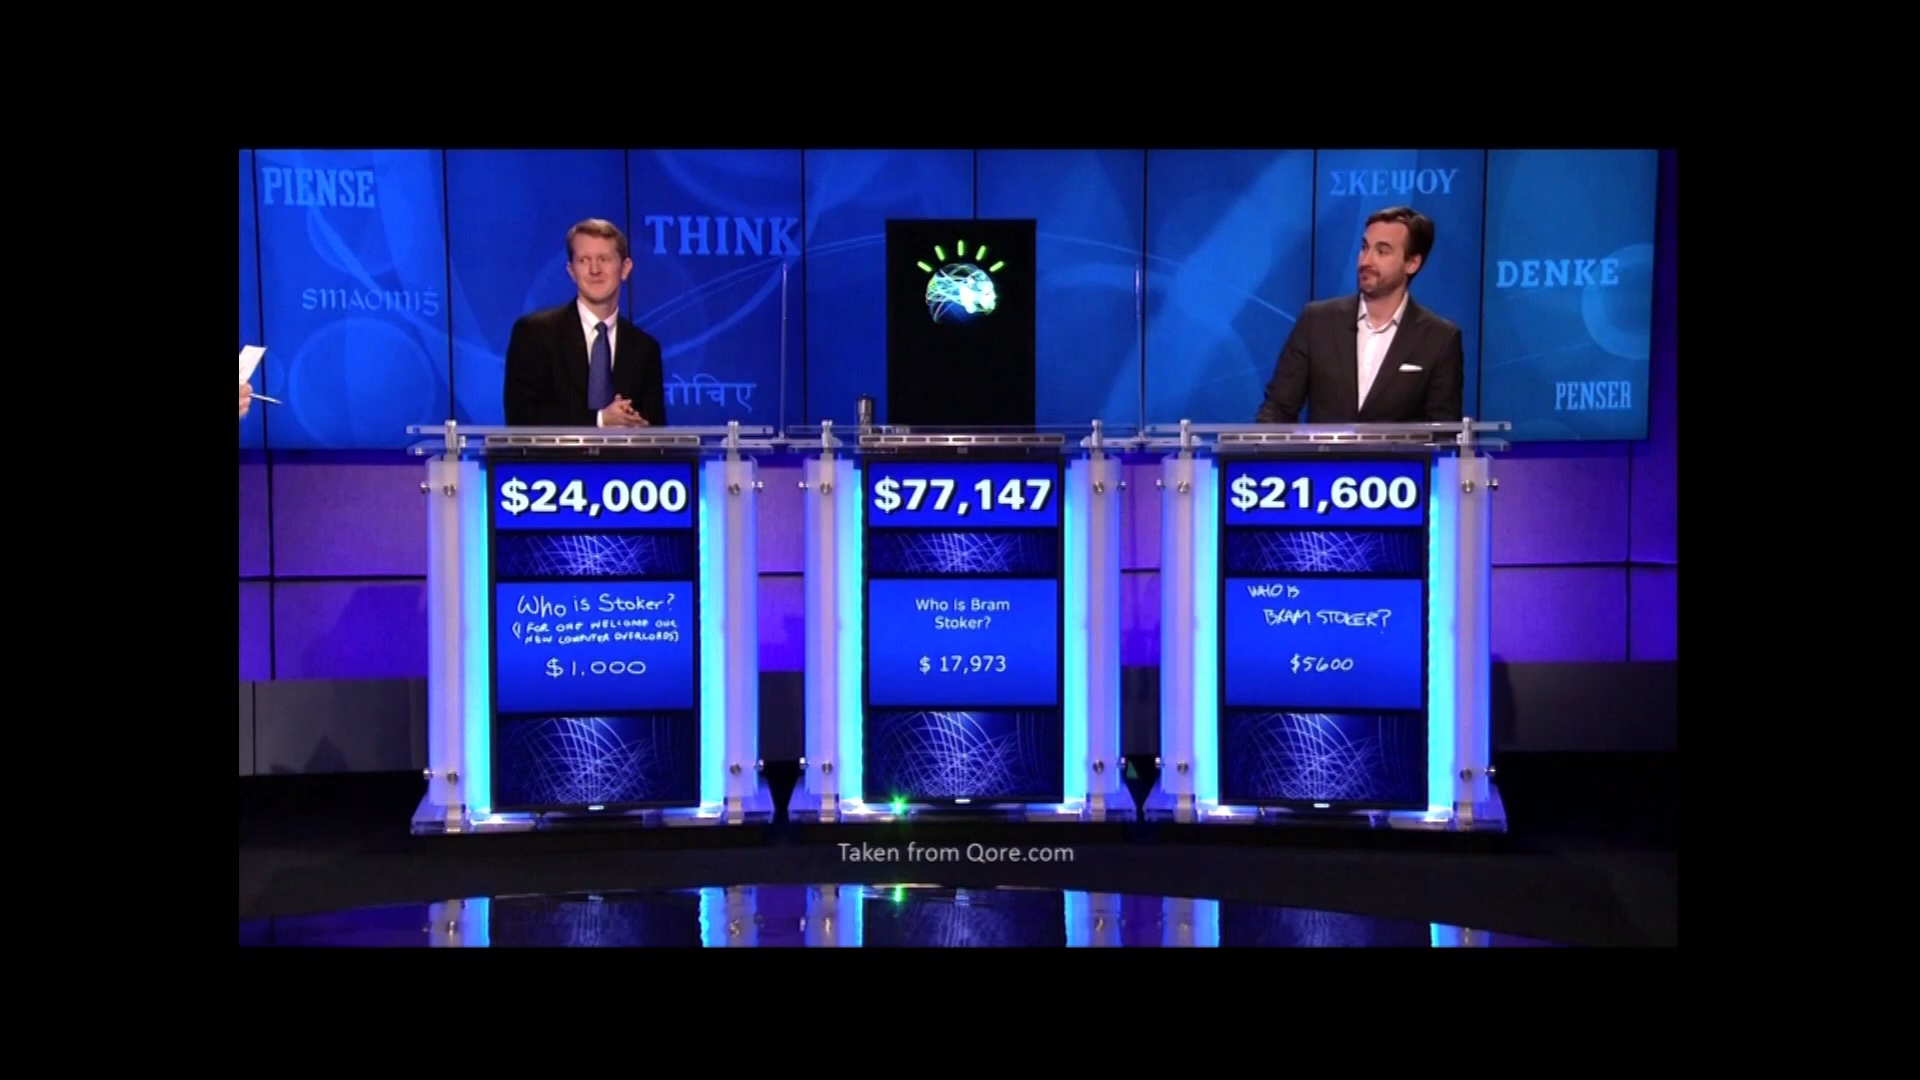 PIENSE
THINK
ΣΚΕΨΟΥ
DENKE
SMAOINIŚ
PENSER
$24,000
$77,147
$21,600
Who is Stoker?
(I FOR ONE WELCOME OUR
NEW COMPUTER OVERLORDS)
$1,000
Who is Bram
Stoker?
$ 17,973
WHO IS
BRAM STOKER?
$5600
Taken from Qore.com